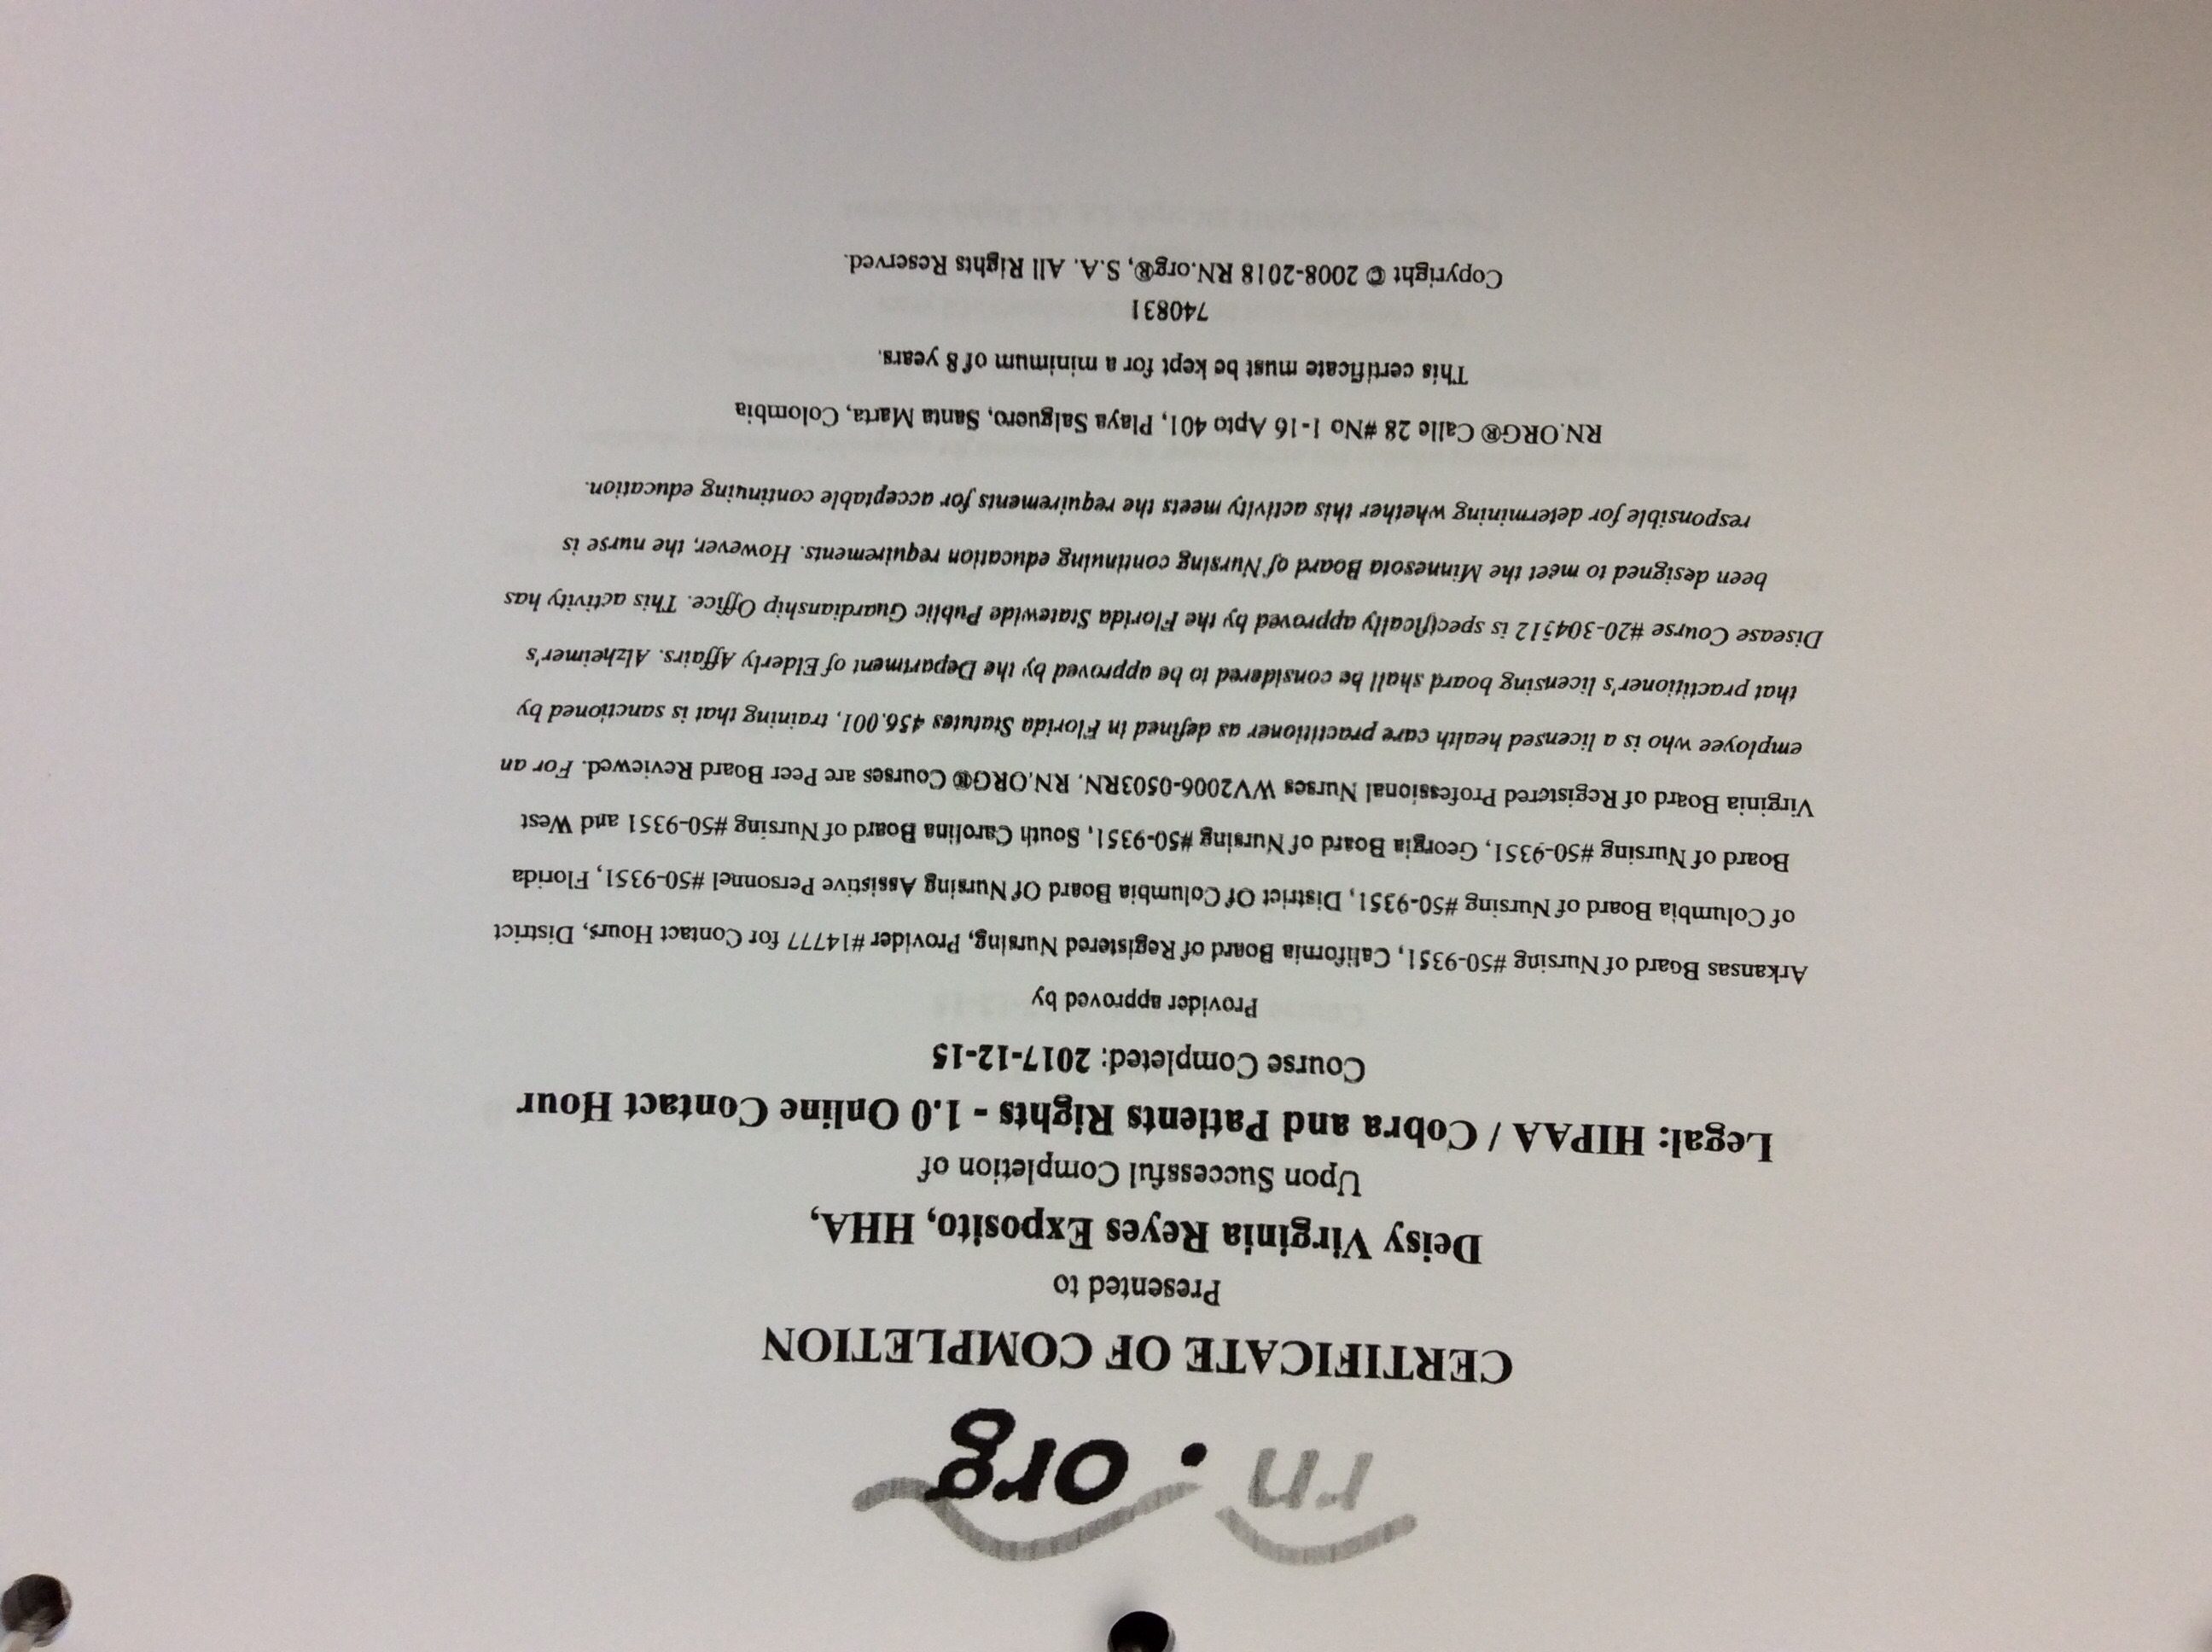 rn.org
CERTIFICATE OF COMPLETION
Presented to
Deisy Virginia Reyes Exposito, HHA,
Upon Successful Completion of
Legal: HIPAA / Cobra and Patients Rights - 1.0 Online Contact Hour
Course Completed: 2017-12-15
Provider approved by
Arkansas Board of Nursing #50-9351, California Board of Registered Nursing, Provider #14777 for Contact Hours, District
of Columbia Board of Nursing #50-9351, District Of Columbia Board Of Nursing Assistive Personnel #50-9351, Florida
Board of Nursing #50-9351, Georgia Board of Nursing #50-9351, South Carolina Board of Nursing #50-9351 and West
Virginia Board of Registered Professional Nurses WV2006-0503RN. RN.ORG® Courses are Peer Board Reviewed. For an
employee who is a licensed health care practitioner as defined in Florida Statutes 456.001, training that is sanctioned by
that practitioner's licensing board shall be considered to be approved by the Department of Elderly Affairs. Alzheimer's
Disease Course #20-304512 is specifically approved by the Florida Statewide Public Guardianship Office. This activity has
been designed to meet the Minnesota Board of Nursing continuing education requirements. However, the nurse is
responsible for determining whether this activity meets the requirements for acceptable continuing education.
RN.ORG® Calle 28 #No 1-16 Apto 401, Playa Salguero, Santa Marta, Colombia
This certificate must be kept for a minimum of 8 years.
740831
Copyright © 2008-2018 RN.org®, S.A. All Rights Reserved.